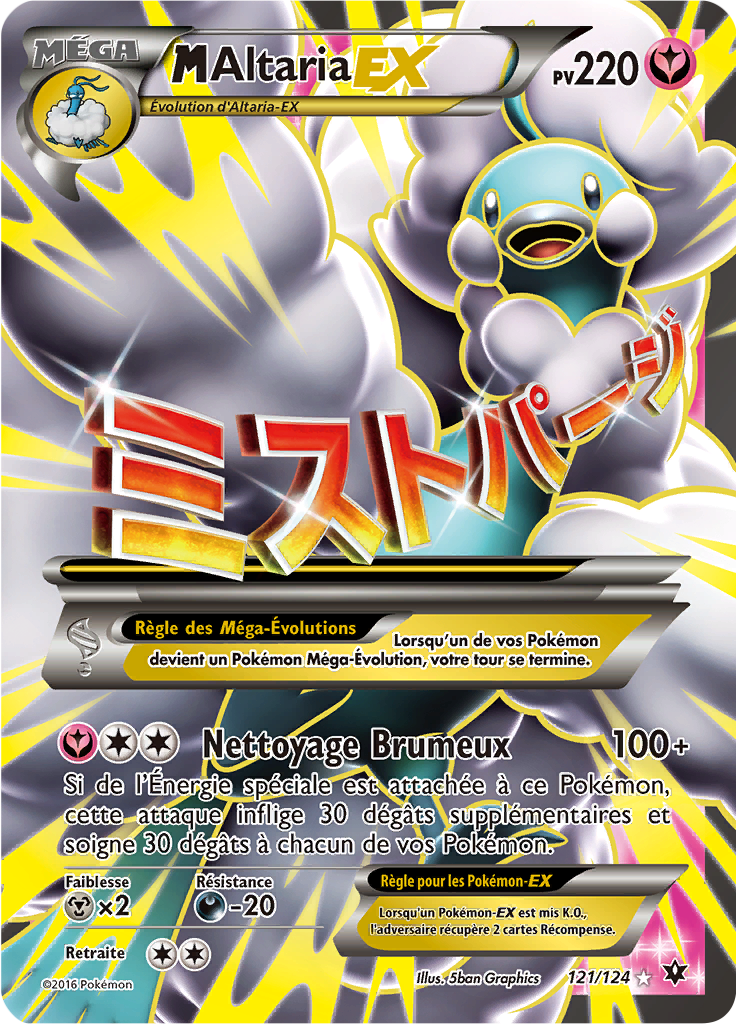 MÉGA
MAltariaEX
PV220
Évolution d'Altaria-EX
ミストパージ
Règle des Méga-Évolutions
Lorsqu'un de vos Pokémon
devient un Pokémon Méga-Évolution, votre tour se termine.
Nettoyage Brumeux 100+
Si de l'Énergie spéciale est attachée à ce Pokémon,
cette attaque inflige 30 dégâts supplémentaires et
soigne 30 dégâts à chacun de vos Pokémon.
Faiblesse
×2
Résistance
-20
Retraite
Règle pour les Pokémon-EX
Lorsqu'un Pokémon-EX est mis K.O.,
l'adversaire récupère 2 cartes Récompense.
©2016 Pokémon
Illus. 5ban Graphics
121/124